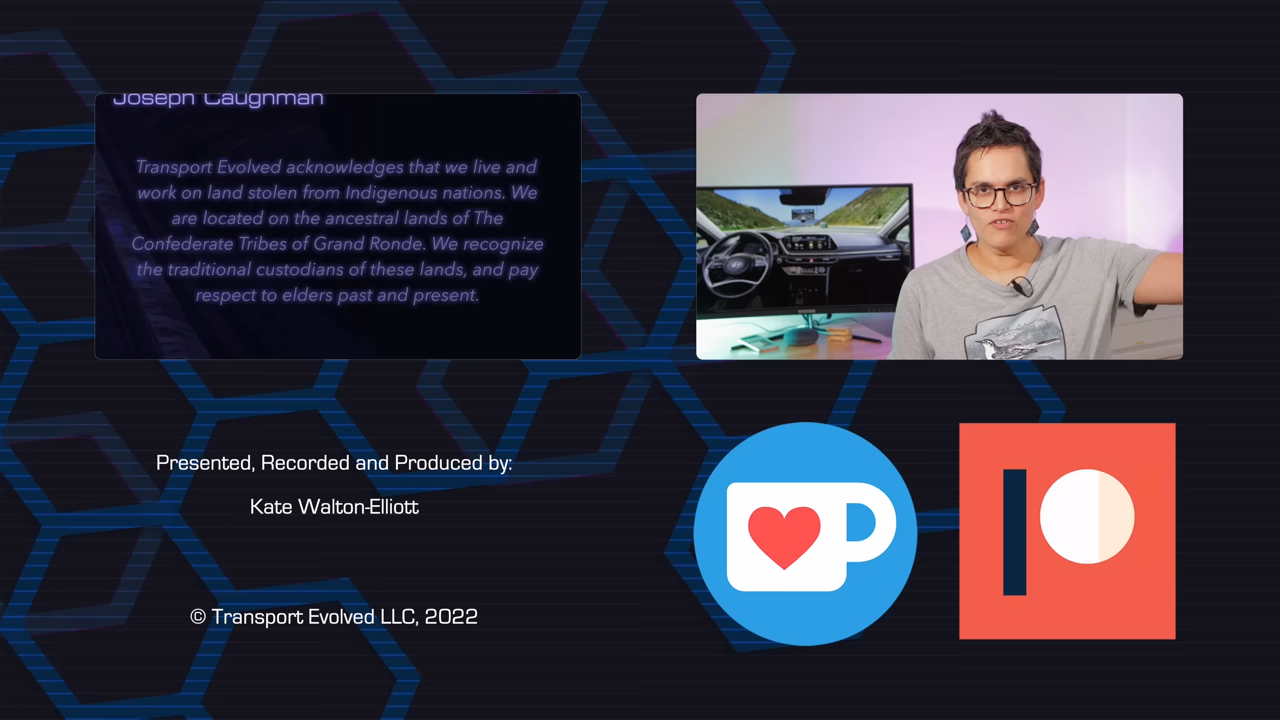 Joseph Caughman
Transport Evolved acknowledges that we live and
work on land stolen from Indigenous nations. We
are located on the ancestral lands of The
Confederate Tribes of Grand Ronde. We recognize
the traditional custodians of these lands, and pay
respect to elders past and present.
Presented, Recorded and Produced by:
Kate Walton-Elliott
© Transport Evolved LLC, 2022